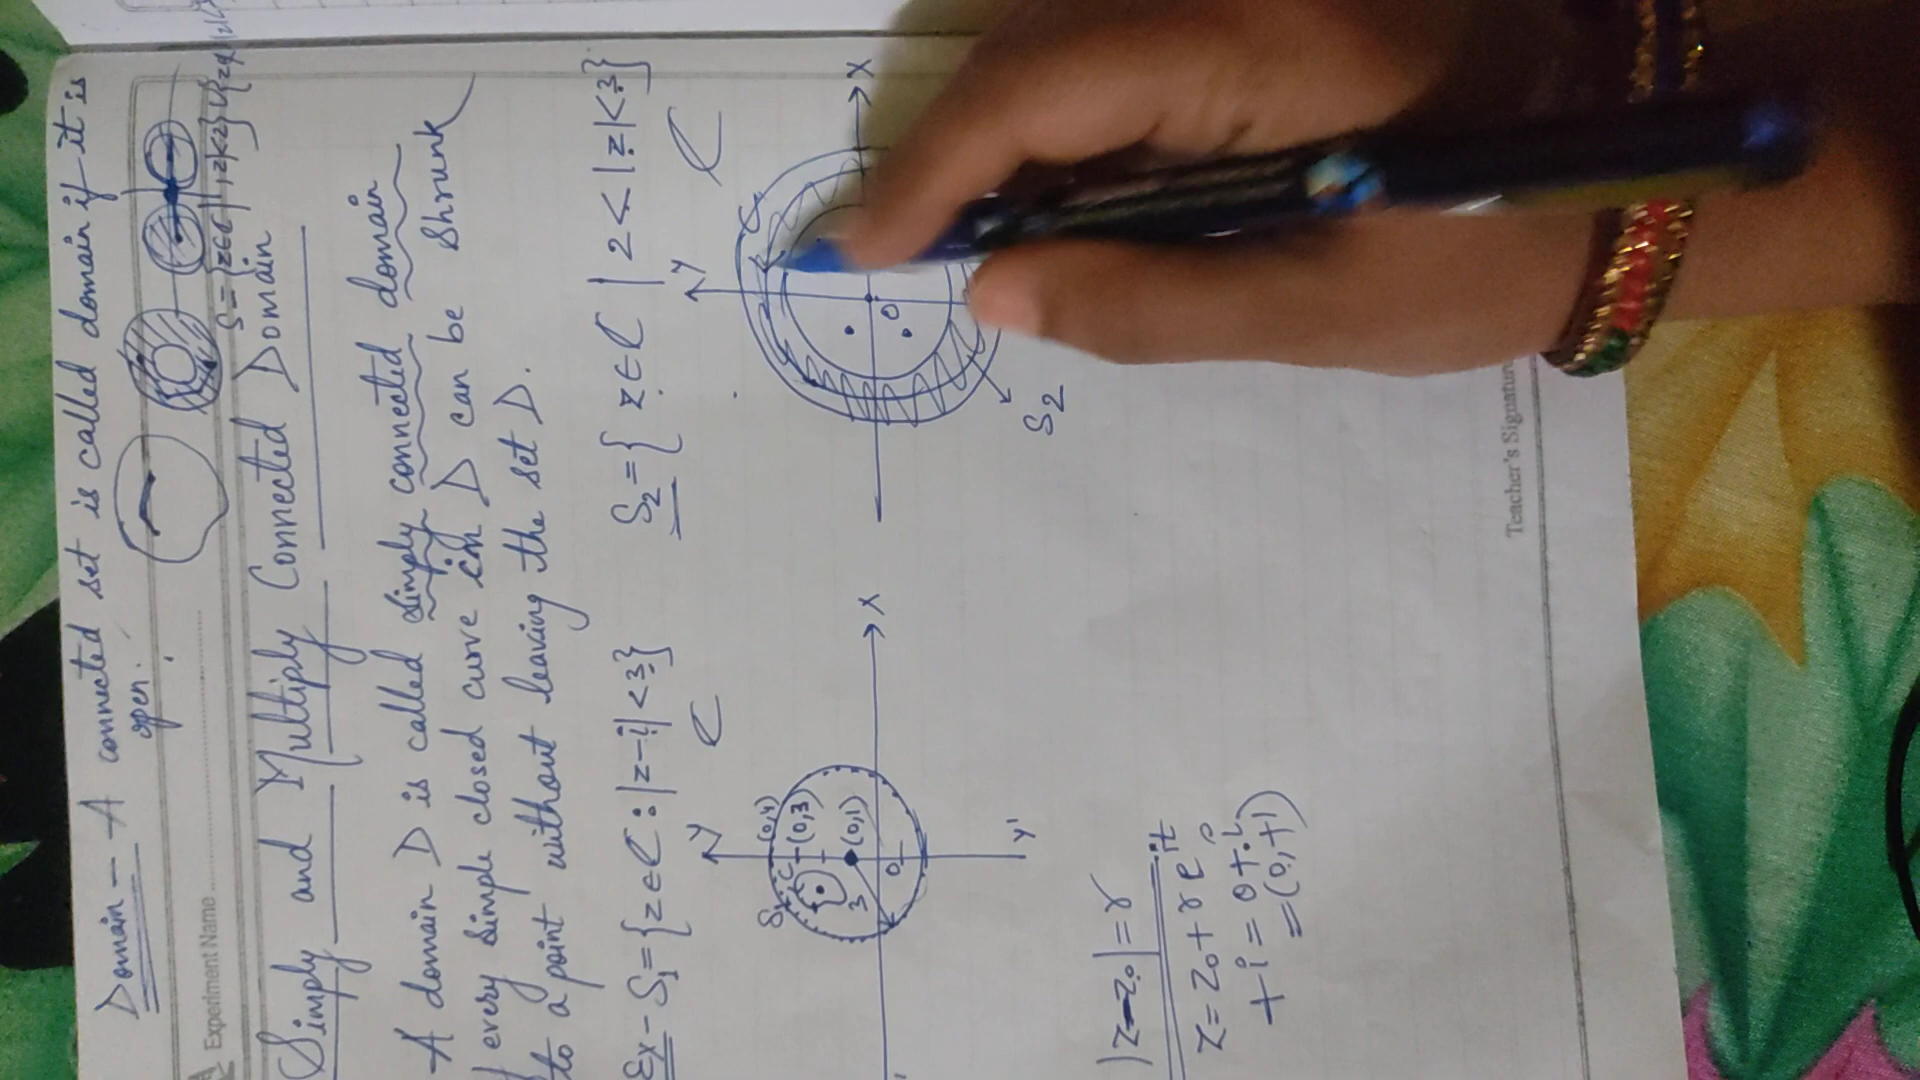 Domain - A connected set is called domain if it is
open.
Experiment Name
S = {z∈C | |z|<2} ∪ {
Simply and Multiply Connected Domain
A domain D is called simply connected domain
if every simple closed curve in D can be shrunk
to a point without leaving the set D.
Ex - S₁ = {z∈C : |z-i|<3}
S₂ = { z∈C | 2<|z|<3}
Y
(0,4)
S₁
C
(0,3)
(0,1)
3
0
X
Y'
Y
C
X
0
S₂
|z-z₀| = r
z = z₀ + r e^it
+i = 0+i
= (0,+1)
Teacher's Signature